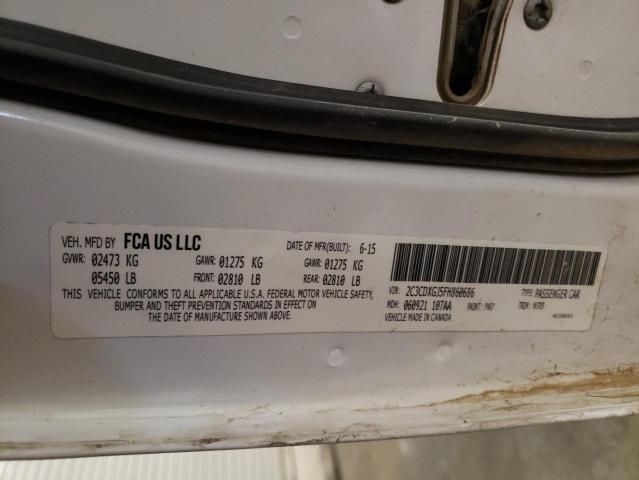 VEH. MFD BY FCA US LLC DATE OF MFR(BUILT): 6-15
GVWR: 02473 KG GAWR: 01275 KG GAWR: 01275 KG
05450 LB FRONT: 02810 LB REAR: 02810 LB
THIS VEHICLE CONFORMS TO ALL APPLICABLE U.S.A. FEDERAL MOTOR VEHICLE SAFETY,
BUMPER AND THEFT PREVENTION STANDARDS IN EFFECT ON
THE DATE OF MANUFACTURE SHOWN ABOVE.
VIN: 2C3CDXGJ5FH860686 TYPE: PASSENGER CAR
MDH: 060921 107AA PAINT: PW7 TRIM:
VEHICLE MADE IN CANADA